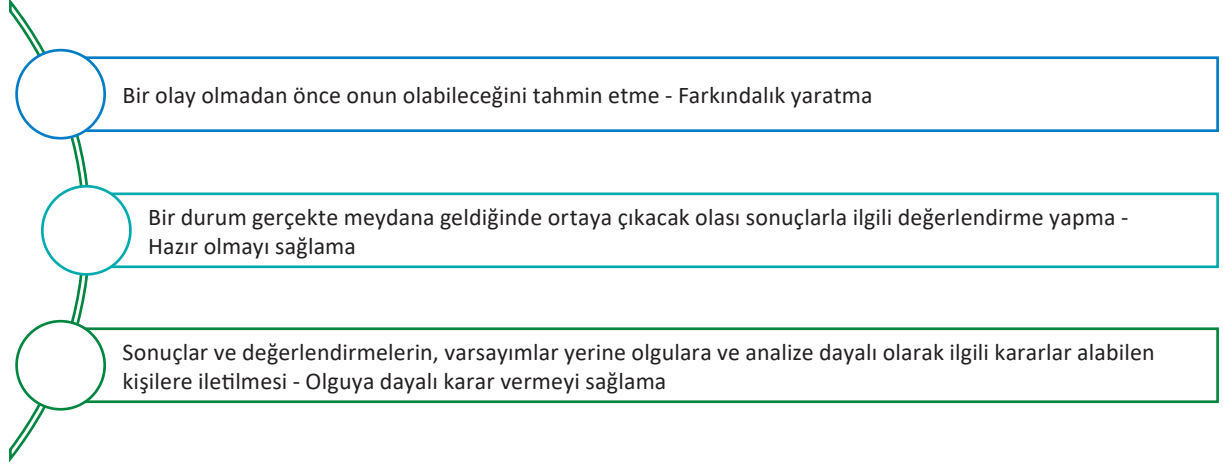 Bir olay olmadan önce onun olabileceğini tahmin etme - Farkındalık yaratma
Bir durum gerçekte meydana geldiğinde ortaya çıkacak olası sonuçlarla ilgili değerlendirme yapma -
Hazır olmayı sağlama
Sonuçlar ve değerlendirmelerin, varsayımlar yerine olgulara ve analize dayalı olarak ilgili kararlar alabilen
kişilere iletilmesi - Olguya dayalı karar vermeyi sağlama